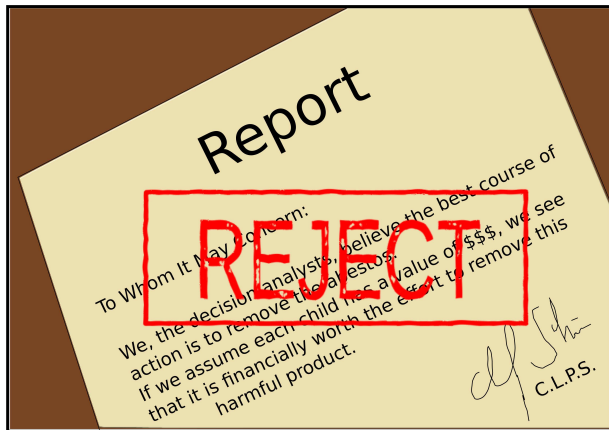 Report
To Whom It May Concern:
We, the decision analysts, believe the best course of
action is to remove the abestos.
If we assume each child has a value of $$$, we see
that it is financially worth the effort to remove this
harmful product.
REJECT
C.L.P.S.